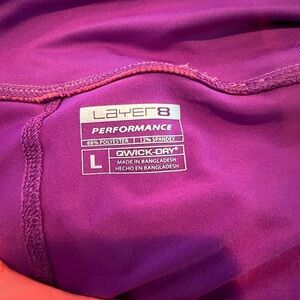 Layer8
PERFORMANCE
88% POLYESTER | 12% SPANDEX
L QWICK-DRY®
MADE IN BANGLADESH
HECHO EN BANGLADESH